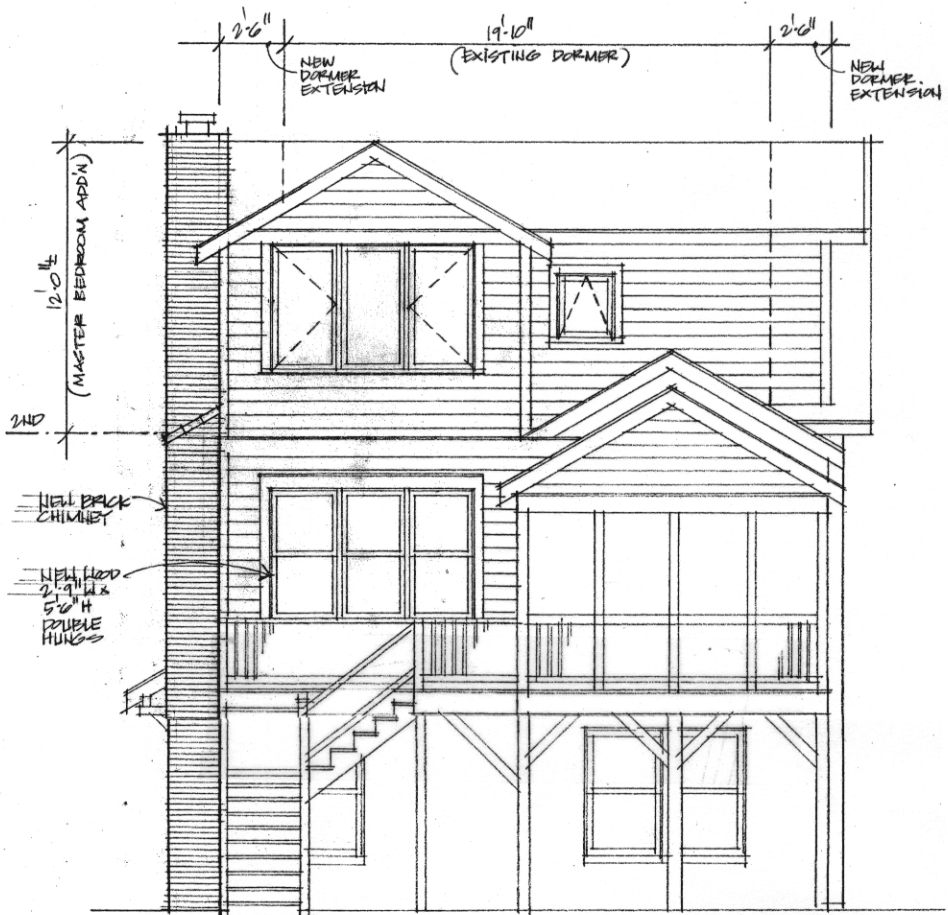 2'-6"
19'-10"
2'-6"
(EXISTING DORMER)
NEW
DORMER
EXTENSION
NEW
DORMER
EXTENSION
12'-0"±
(MASTER BEDROOM ADD'N)
2ND
NEW BRICK
CHIMNEY
NEW WOOD
2'-9" W x
5'-6" H
DOUBLE
HUNGS